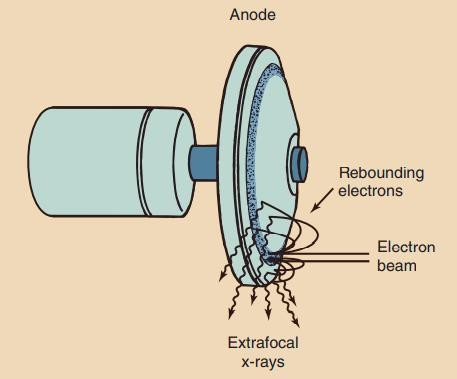 Anode
Rebounding
electrons
Electron
beam
Extrafocal
x-rays